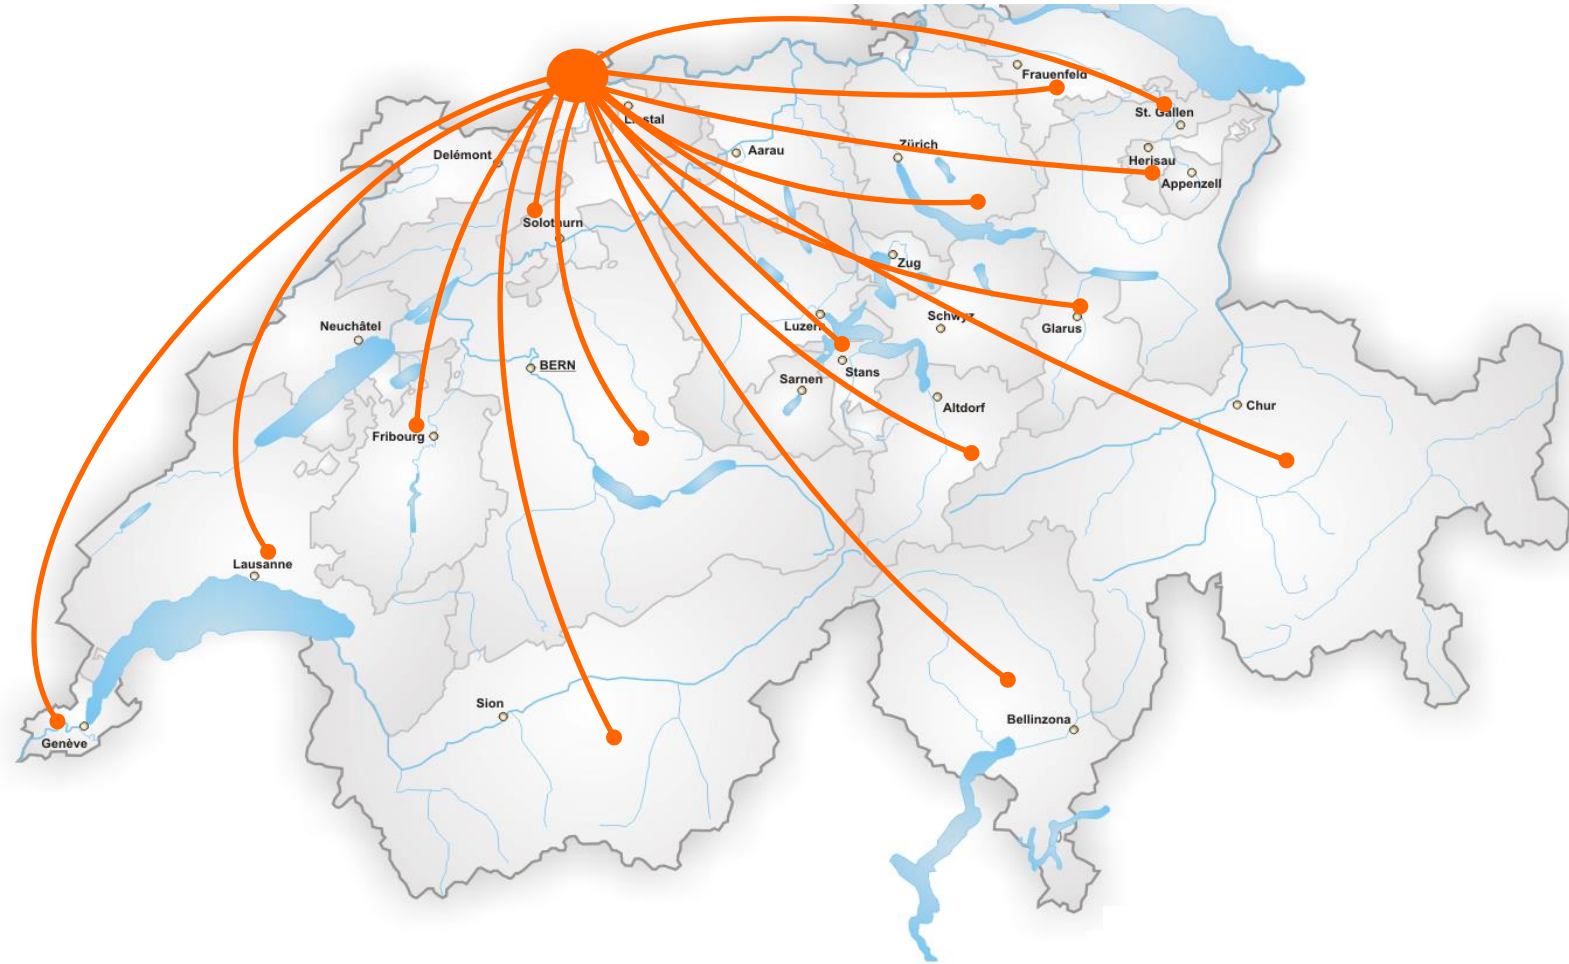 Frauenfeld
St. Gallen
Liestal
Zürich
Aarau
Delémont
Herisau
Appenzell
Solothurn
Zug
Schwyz
Luzern
Neuchâtel
Glarus
BERN
Stans
Sarnen
Altdorf
Chur
Fribourg
Lausanne
Sion
Bellinzona
Genève